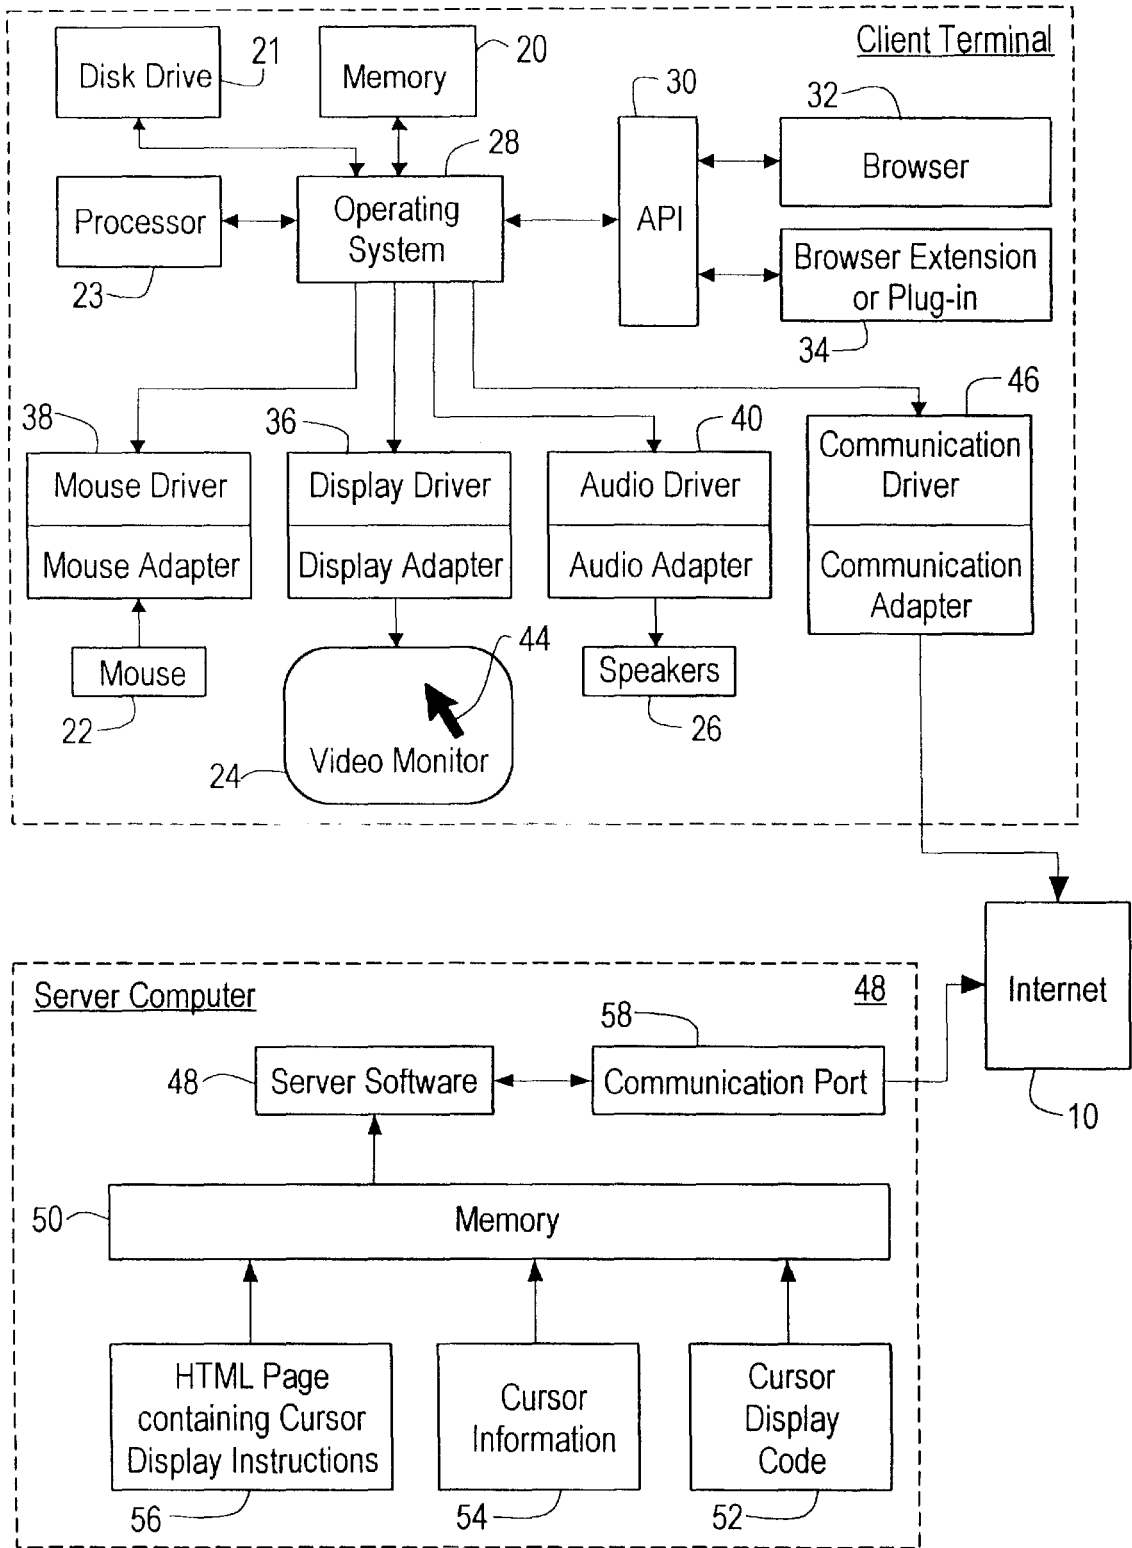 Client Terminal
21
Disk Drive
20
Memory
30
32
Browser
28
Processor
23
Operating
System
API
Browser Extension
or Plug-in
34
38
Mouse Driver
Mouse Adapter
36
Display Driver
Display Adapter
40
Audio Driver
Audio Adapter
46
Communication
Driver
Communication
Adapter
Mouse
22
44
Video Monitor
24
Speakers
26
Internet
10
Server Computer
48
58
48
Server Software
Communication Port
50
Memory
HTML Page
containing Cursor
Display Instructions
56
Cursor
Information
54
Cursor
Display
Code
52